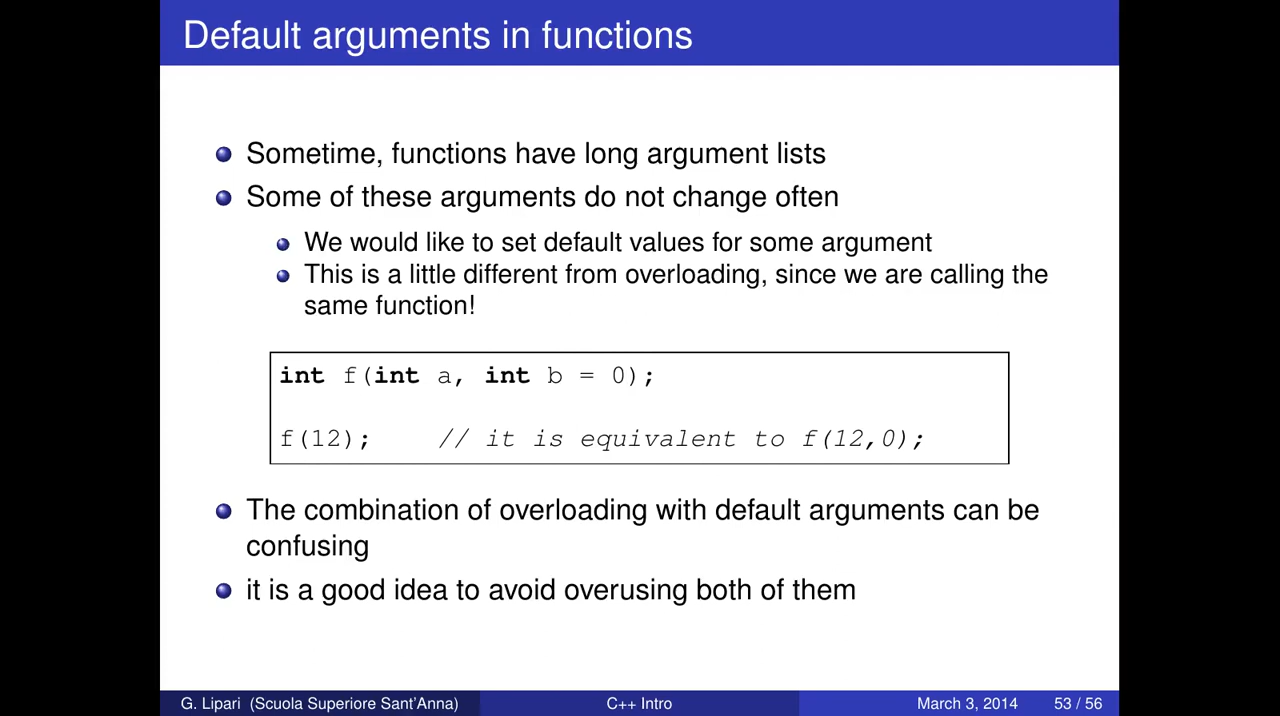 Default arguments in functions
Sometime, functions have long argument lists
Some of these arguments do not change often
We would like to set default values for some argument
This is a little different from overloading, since we are calling the
same function!
int f(int a, int b = 0);
f(12);    // it is equivalent to f(12,0);
The combination of overloading with default arguments can be
confusing
it is a good idea to avoid overusing both of them
G. Lipari (Scuola Superiore Sant'Anna) C++ Intro March 3, 2014 53 / 56